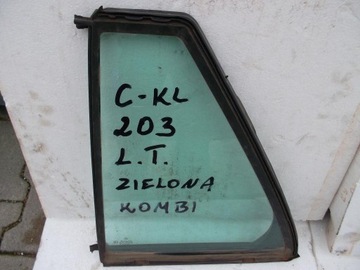 C-KL
203
L.T.
ZIELONA
KOMBI